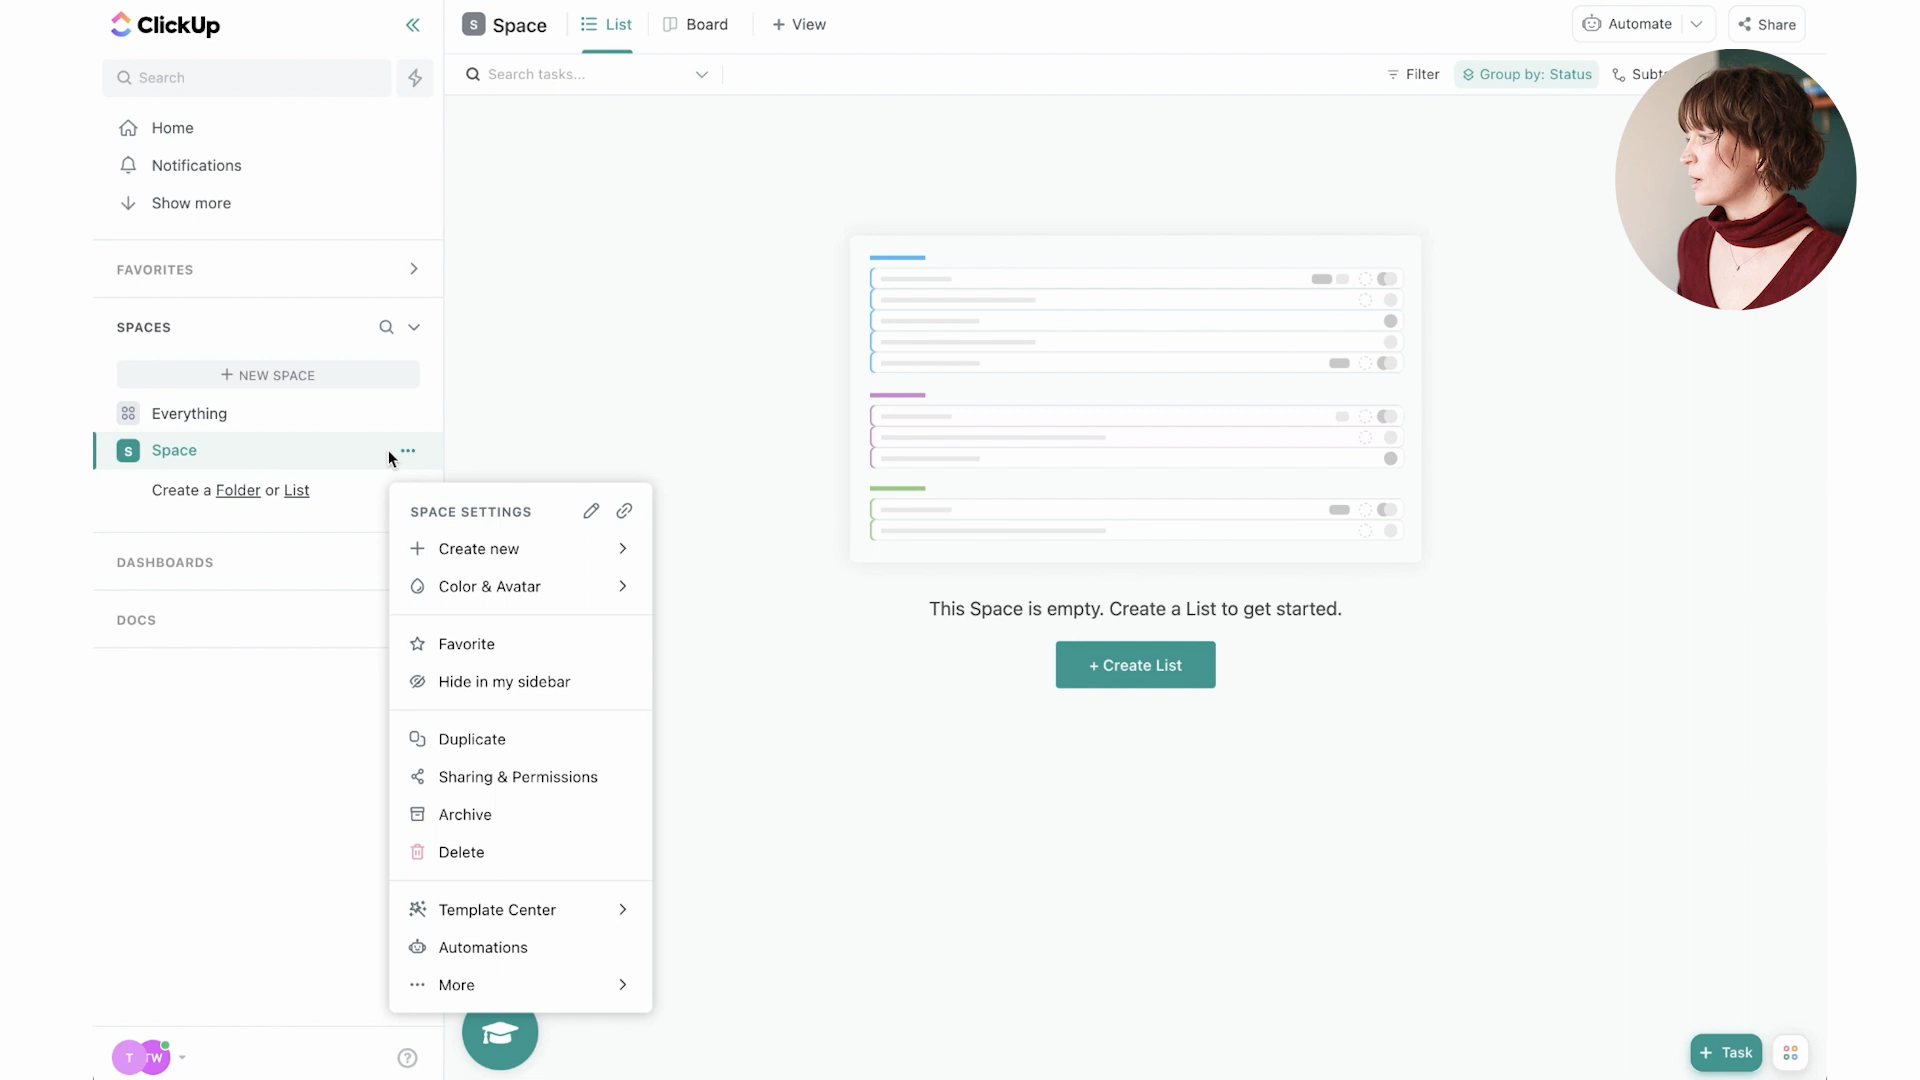 ClickUp
Search
Home
Notifications
Show more
FAVORITES
SPACES
+ NEW SPACE
Everything
S Space
Create a Folder or List
DASHBOARDS
DOCS
T TW
S Space
List
Board
+ View
Automate
Share
Search tasks...
Filter
Group by: Status
SPACE SETTINGS
Create new
Color & Avatar
Favorite
Hide in my sidebar
Duplicate
Sharing & Permissions
Archive
Delete
Template Center
Automations
More
This Space is empty. Create a List to get started.
+ Create List
+ Task